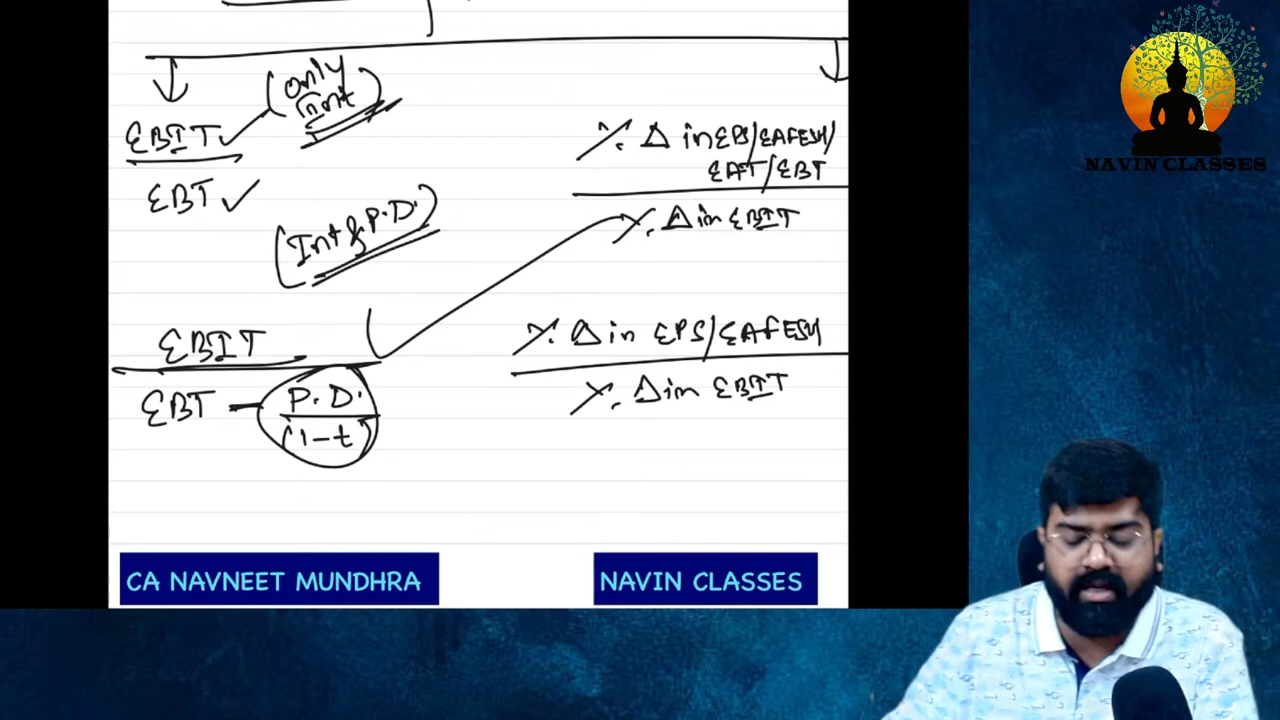 (only
Int)
EBIT
EBT
(Int & P.D.)
% Δ in EPS/EAFESH/
EAT/EBT
% Δ in EBIT
EBIT
EBT - P.D.
(1-t)
% Δ in EPS/EAFESH
% Δ in EBIT
NAVIN CLASSES
CA NAVNEET MUNDHRA
NAVIN CLASSES